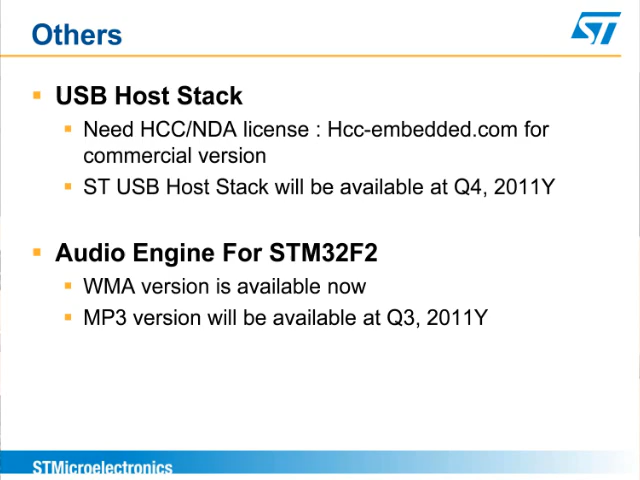 Others
ST
USB Host Stack
Need HCC/NDA license : Hcc-embedded.com for
commercial version
ST USB Host Stack will be available at Q4, 2011Y
Audio Engine For STM32F2
WMA version is available now
MP3 version will be available at Q3, 2011Y
STMicroelectronics